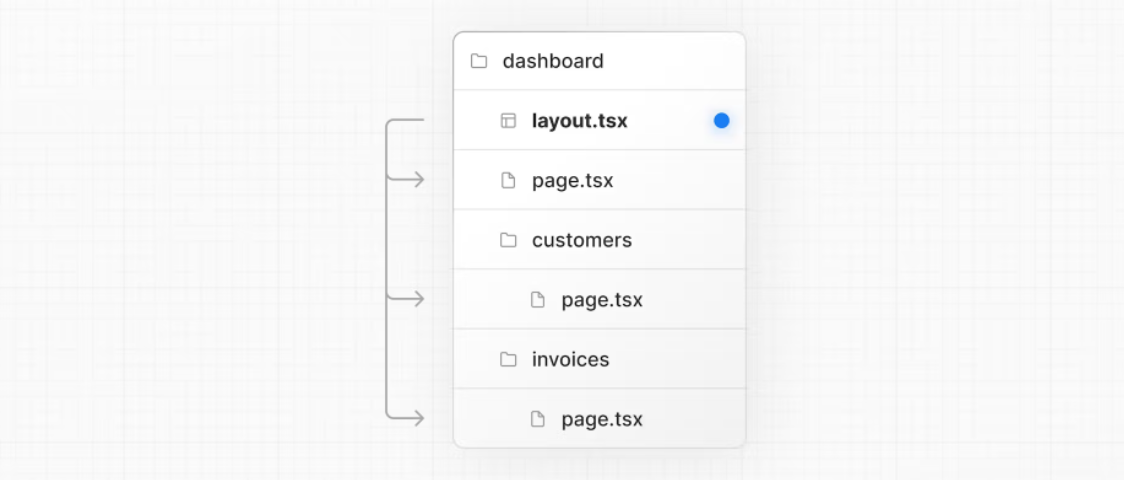 dashboard
layout.tsx
page.tsx
customers
page.tsx
invoices
page.tsx